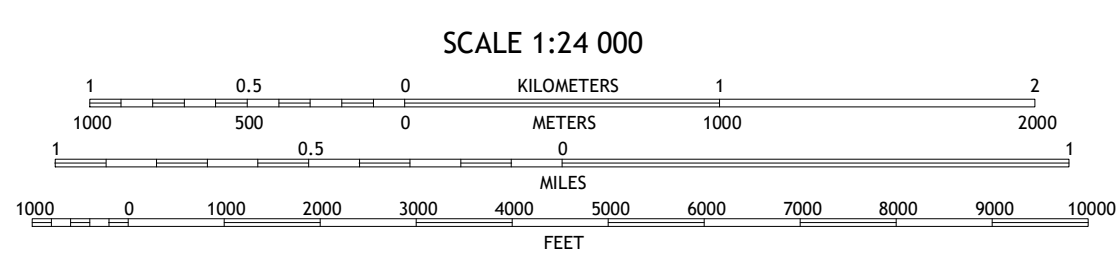 SCALE 1:24 000
1 0.5 0 KILOMETERS 1 2
1000 500 0 METERS 1000 2000
1 0.5 0 1
MILES
1000 0 1000 2000 3000 4000 5000 6000 7000 8000 9000 10000
FEET